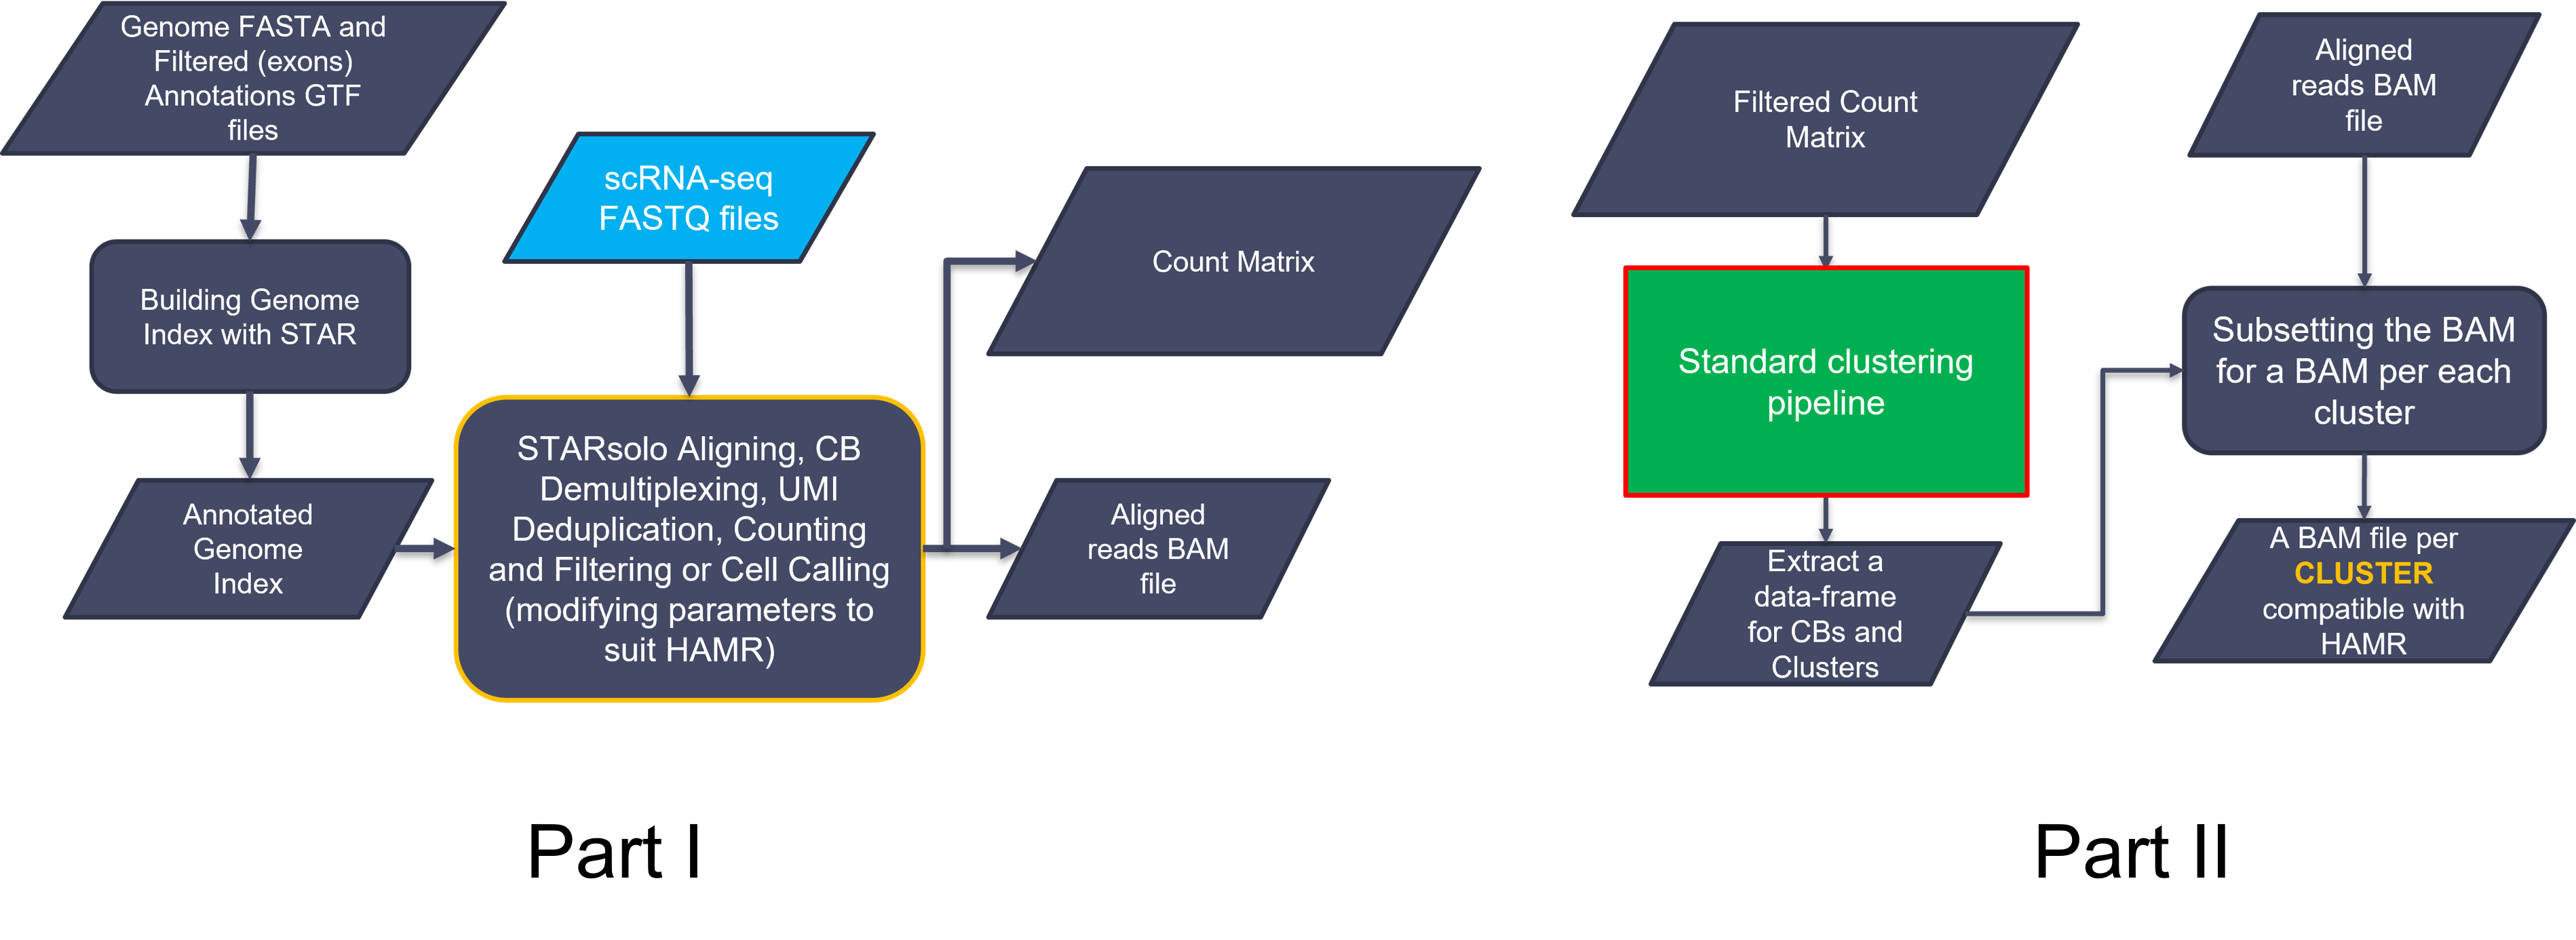 Genome FASTA and
Filtered (exons)
Annotations GTF
files
Building Genome
Index with STAR
Annotated
Genome
Index
scRNA-seq
FASTQ files
STARsolo Aligning, CB
Demultiplexing, UMI
Deduplication, Counting
and Filtering or Cell Calling
(modifying parameters to
suit HAMR)
Count Matrix
Aligned
reads BAM
file
Part I
Filtered Count
Matrix
Standard clustering
pipeline
Extract a
data-frame
for CBs and
Clusters
Aligned
reads BAM
file
Subsetting the BAM
for a BAM per each
cluster
A BAM file per
CLUSTER
compatible with
HAMR
Part II